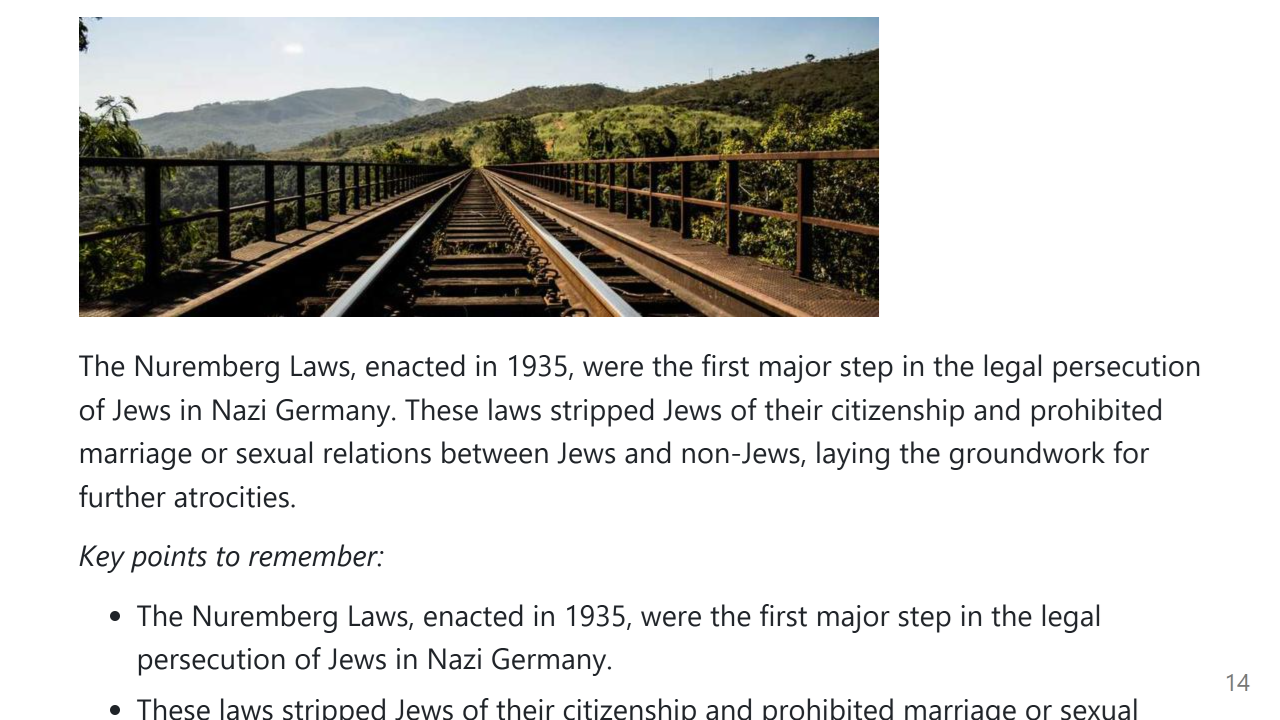 The Nuremberg Laws, enacted in 1935, were the first major step in the legal persecution
of Jews in Nazi Germany. These laws stripped Jews of their citizenship and prohibited
marriage or sexual relations between Jews and non-Jews, laying the groundwork for
further atrocities.
Key points to remember:
• The Nuremberg Laws, enacted in 1935, were the first major step in the legal
persecution of Jews in Nazi Germany.
• These laws stripped Jews of their citizenship and prohibited marriage or sexual
14